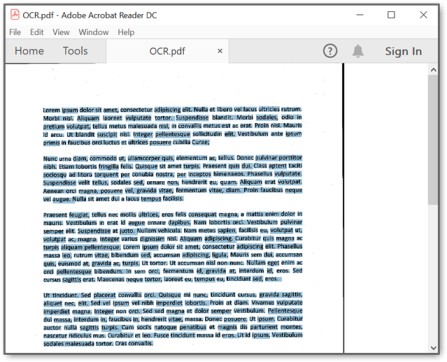 OCR.pdf - Adobe Acrobat Reader DC
File Edit View Window Help
Home Tools OCR.pdf × ? Sign In
Lorem ipsum dolor sit amet, consectetur adipiscing elit. Nulla et libero vel lacus ultricies rutrum.
Morbi nisl. Aliquam laoreet vulputate tortor. Suspendisse blandit. Morbi sodales, odio in
pretium volutpat, tellus metus malesuada nisl, in convallis metus est ac erat. Proin nisl. Mauris
id arcu. Ut blandit suscipit nisi. Integer pellentesque sollicitudin elit. Vestibulum ante ipsum
primis in faucibus orci luctus et ultrices posuere cubilia Curae;
Nunc urna diam, commodo ut, ullamcorper quis, elementum ac, tellus. Donec pulvinar porttitor
nibh. Etiam lobortis fringilla felis. Quisque sit amet turpis. Praesent quis dui. Class aptent taciti
sociosqu ad litora torquent per conubia nostra, per inceptos himenaeos. Phasellus vulputate.
Suspendisse velit tellus, sodales sed, ornare non, hendrerit eu, quam. Aliquam erat volutpat.
Aenean orci magna, posuere vel, gravida vitae, fermentum vitae, diam. Proin faucibus neque
vel augue. Nulla sit amet dui a lacus tempus facilisis.
Praesent feugiat, tellus nec mollis ultrices, eros felis consequat magna, a mattis enim dolor in
mauris. Vestibulum in erat id augue ornare dapibus. Nam lobortis orci. Vestibulum pulvinar
semper elit. Suspendisse at justo. Nullam vehicula. Nam metus sapien, facilisis eu, volutpat ut,
volutpat ac, magna. Integer varius dignissim nisl. Aliquam adipiscing. Curabitur quis magna ac
turpis aliquam pellentesque. Lorem ipsum dolor sit amet, consectetur adipiscing elit. Phasellus
massa leo, rutrum vitae, bibendum sed, accumsan adipiscing, ligula. Mauris sem dui, accumsan
quis, euismod at, gravida ac, turpis. Ut tortor. Ut accumsan nisl non nunc. Nullam eget enim ac
orci pellentesque bibendum. In sem orci, fermentum id, gravida at, interdum id, eros. Sed
cursus sagittis erat. Maecenas neque tortor, laoreet eu, tempus eu, tincidunt sed, eros.
Ut tincidunt. Sed placerat convallis orci. Quisque mi nunc, tincidunt cursus, gravida sagittis,
aliquet nec, elit. Sed vel ipsum vel nibh imperdiet lobortis. Proin at diam. Vivamus vulputate
imperdiet magna. Integer nec orci. Sed sed magna et dolor semper vestibulum. Pellentesque
dui massa, interdum in, faucibus in, hendrerit vitae, massa. Donec posuere. Ut ipsum. Curabitur
auctor nulla sagittis turpis. Cum sociis natoque penatibus et magnis dis parturient montes,
nascetur ridiculus mus. Curabitur et leo. Fusce tincidunt massa id eros. Ut id ipsum. Vestibulum
sodales malesuada tortor. Cras convallis.